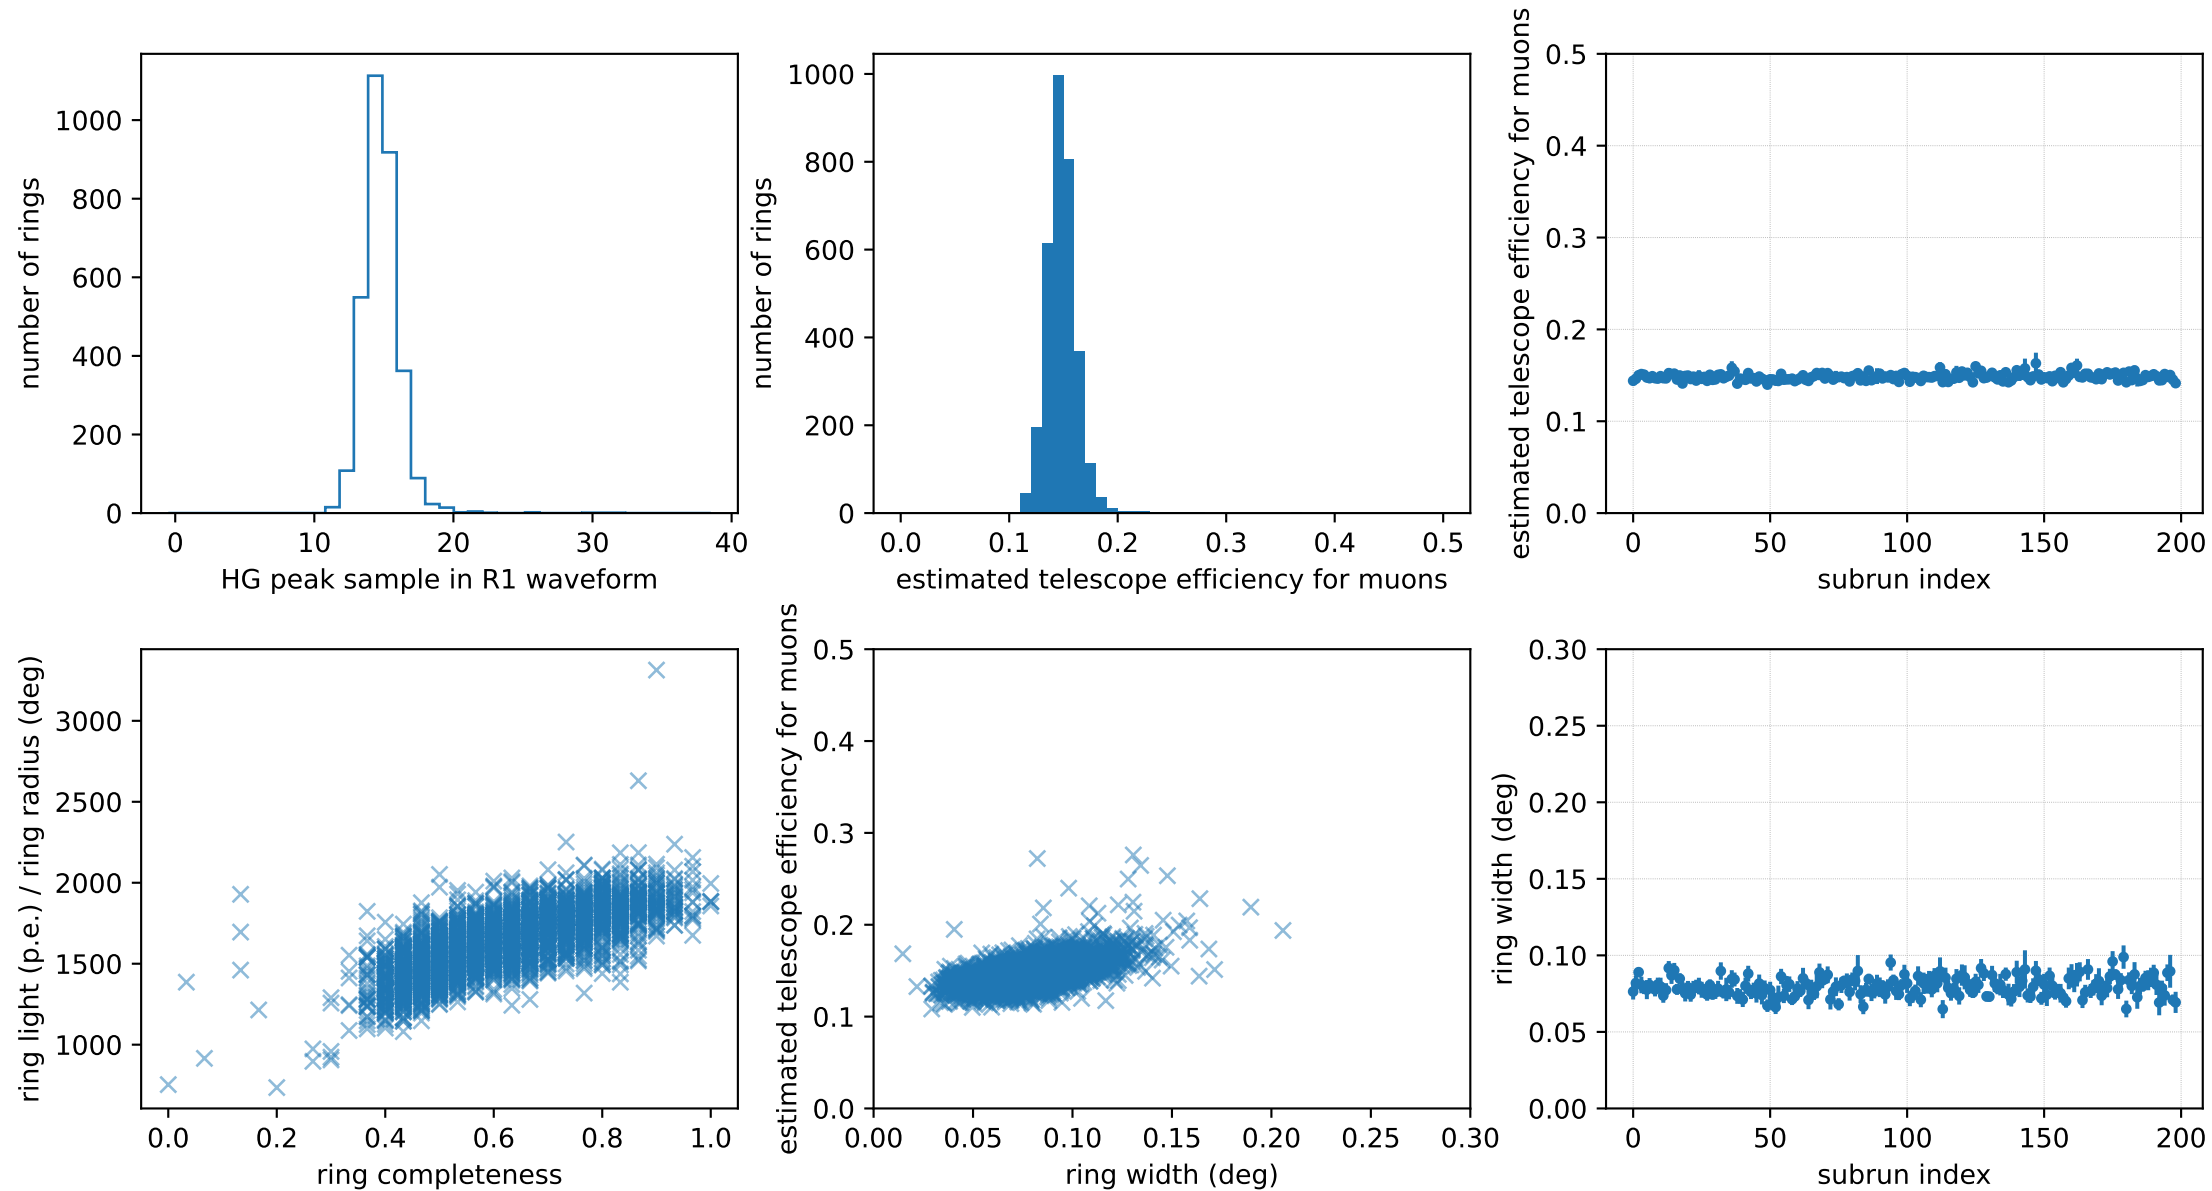 number of rings
1000
800
600
400
200
0
0 10 20 30 40
HG peak sample in R1 waveform
number of rings
1000
800
600
400
200
0
0.0 0.1 0.2 0.3 0.4 0.5
estimated telescope efficiency for muons
estimated telescope efficiency for muons
0.5
0.4
0.3
0.2
0.1
0.0
0 50 100 150 200
subrun index
ring light (p.e.) / ring radius (deg)
3000
2500
2000
1500
1000
0.0 0.2 0.4 0.6 0.8 1.0
ring completeness
estimated telescope efficiency for muons
0.5
0.4
0.3
0.2
0.1
0.0
0.00 0.05 0.10 0.15 0.20 0.25 0.30
ring width (deg)
ring width (deg)
0.30
0.25
0.20
0.15
0.10
0.05
0.00
0 50 100 150 200
subrun index